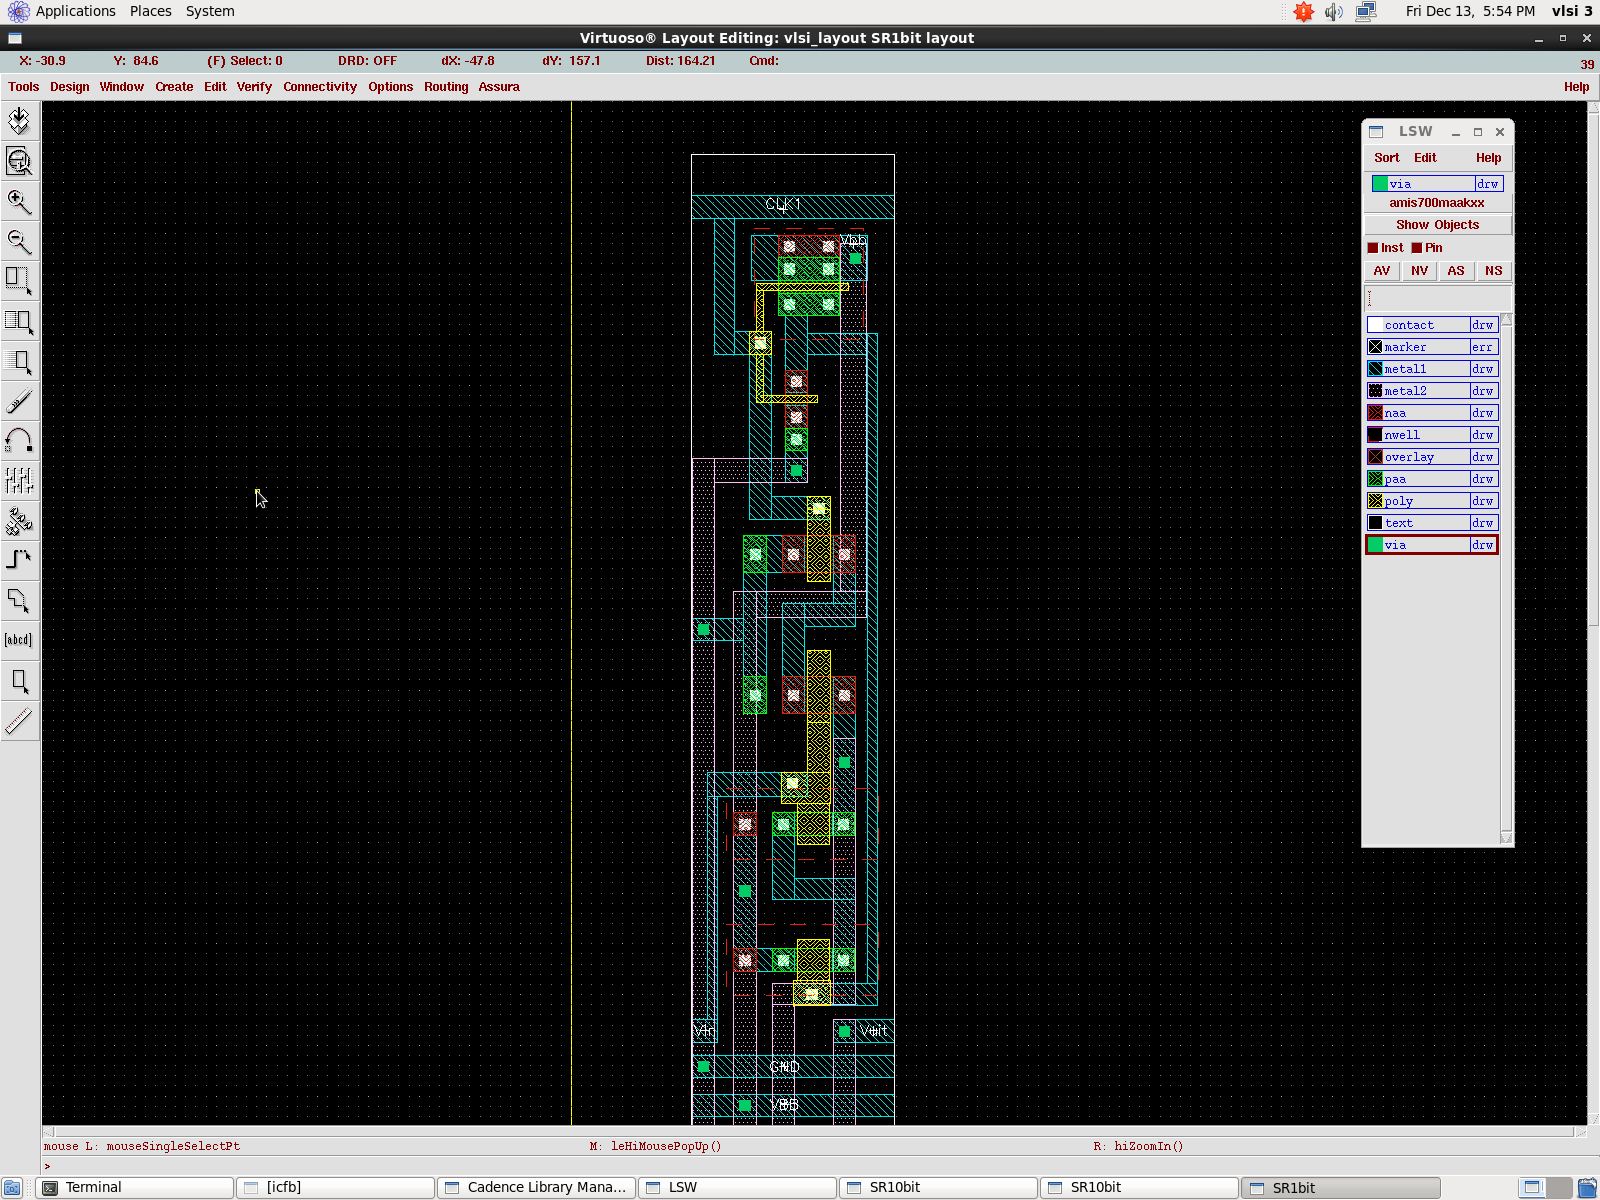 Applications Places System Fri Dec 13, 5:54 PM vlsi 3
Virtuoso® Layout Editing: vlsi_layout SR1bit layout
X: -30.9 Y: 84.6 (F) Select: 0 DRD: OFF dX: -47.8 dY: 157.1 Dist: 164.21 Cmd:
39
Tools Design Window Create Edit Verify Connectivity Options Routing Assura Help
LSW
Sort Edit Help
via drw
amis700maakxx
Show Objects
Inst Pin
AV NV AS NS
contact drw
marker err
metal1 drw
metal2 drw
naa drw
nwell drw
overlay drw
paa drw
poly drw
text drw
via drw
CLK1
Vbb
[abcd]
Vin
Vout
GND
mouse L: mouseSingleSelectPt M: leHiMousePopUp() R: hiZoomIn()
>
Terminal [icfb] Cadence Library Mana... LSW SR10bit SR10bit SR1bit